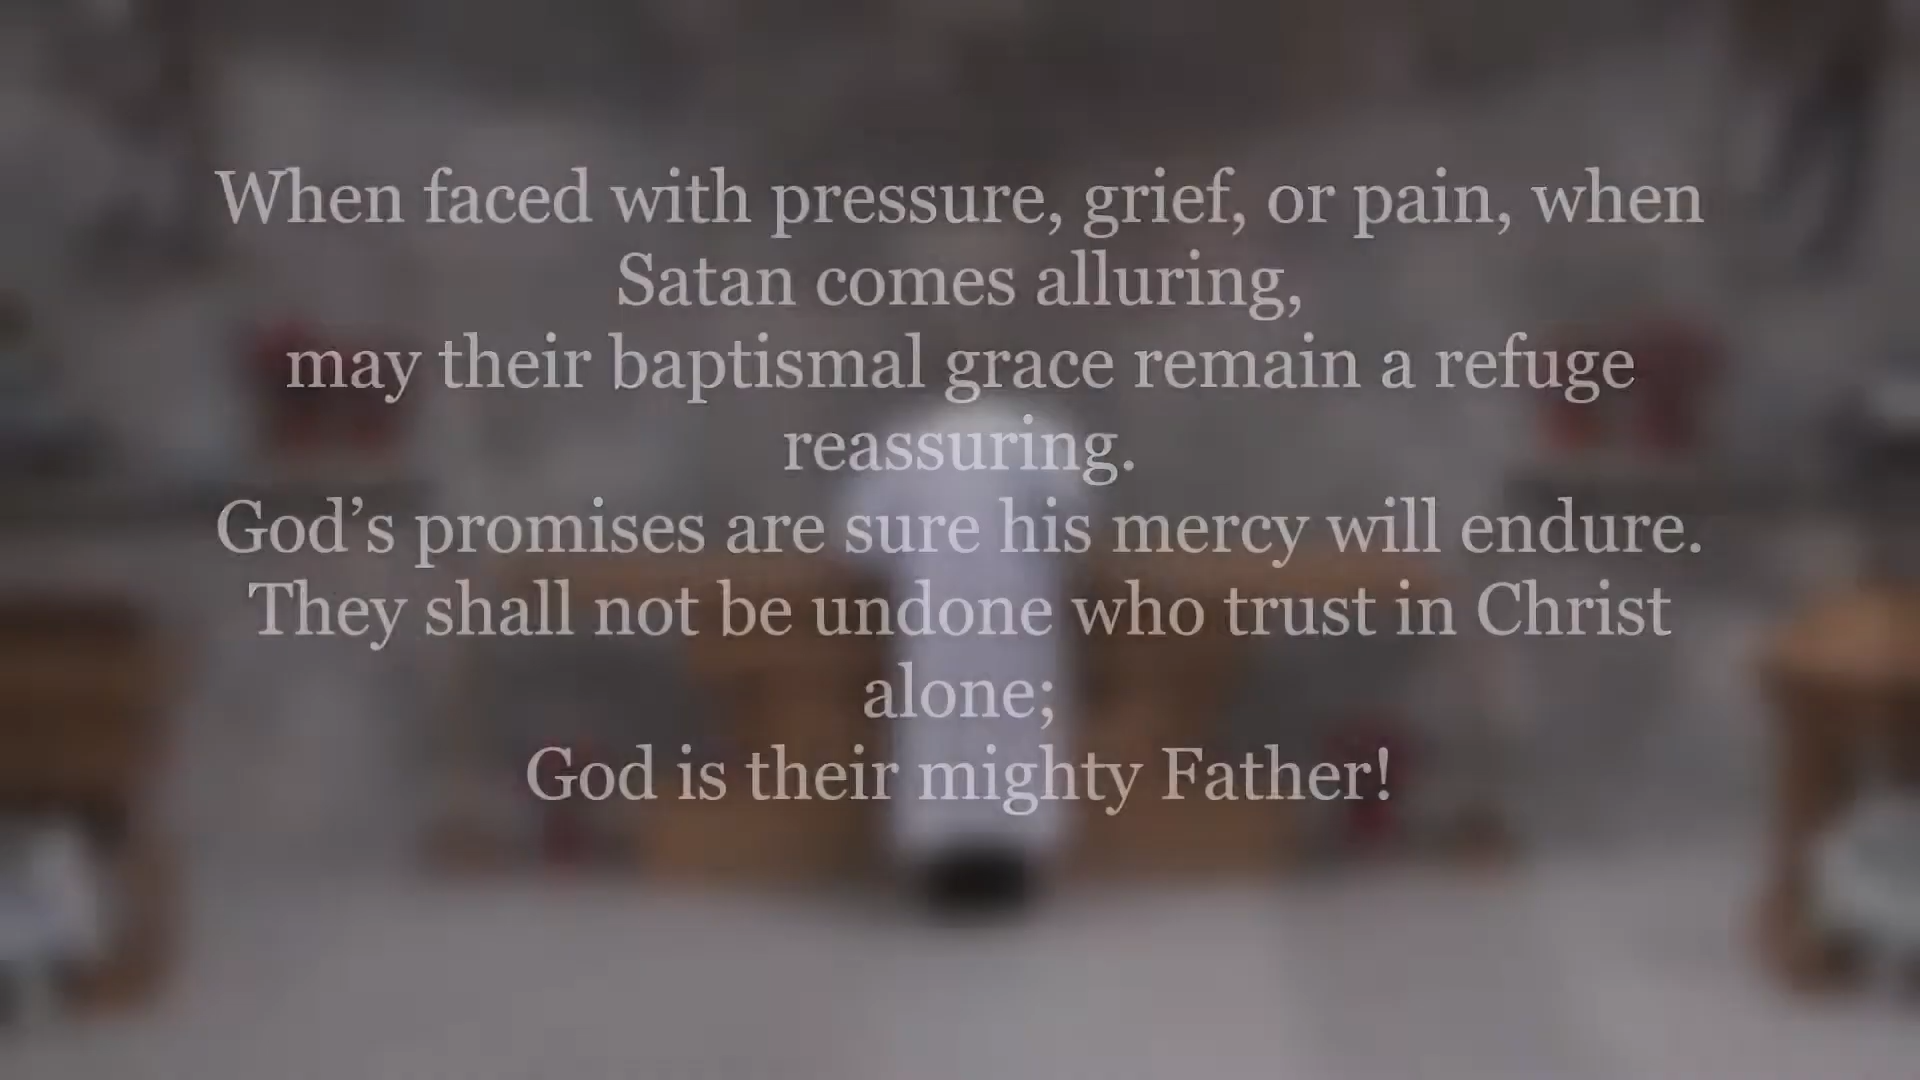 When faced with pressure, grief, or pain, when
Satan comes alluring,
may their baptismal grace remain a refuge
reassuring.
God’s promises are sure his mercy will endure.
They shall not be undone who trust in Christ
alone;
God is their mighty Father!